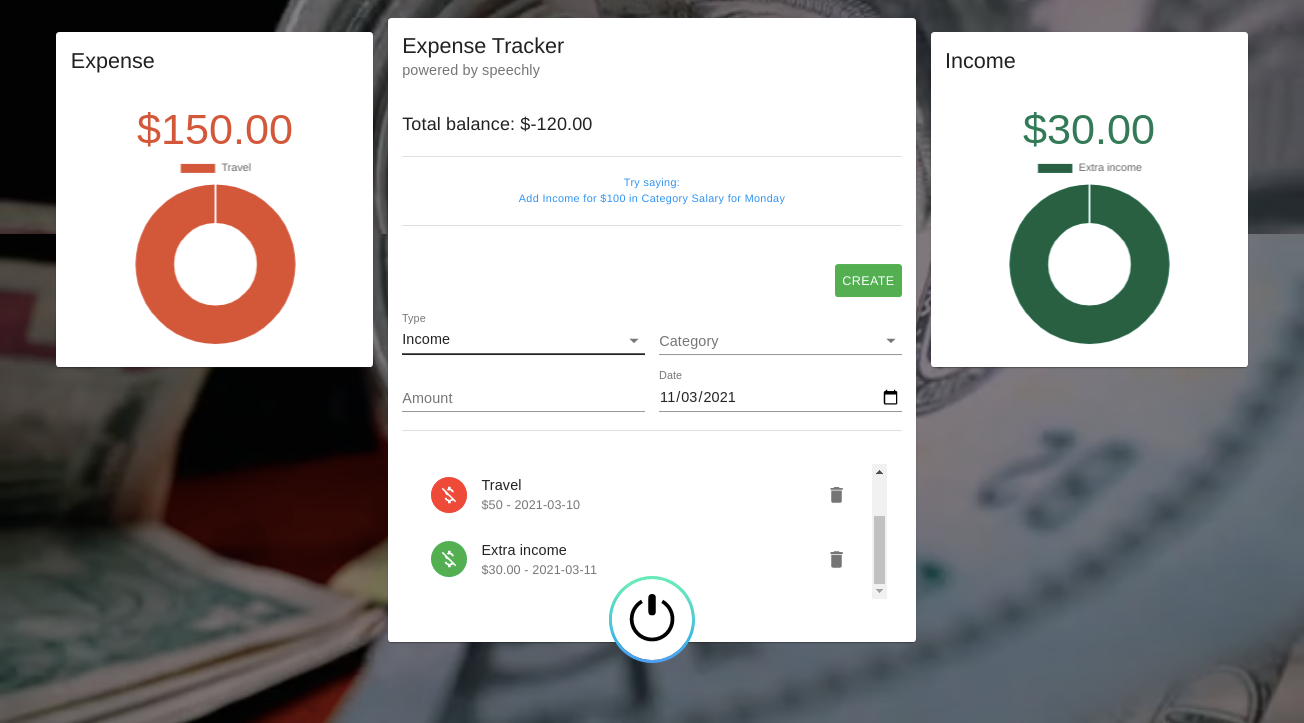 Expense
$150.00
Travel
Expense Tracker
powered by speechly
Total balance: $-120.00
Try saying:
Add Income for $100 in Category Salary for Monday
CREATE
Type
Income
Category
Amount
Date
11/03/2021
Travel
$50 - 2021-03-10
Extra income
$30.00 - 2021-03-11
Income
$30.00
Extra income